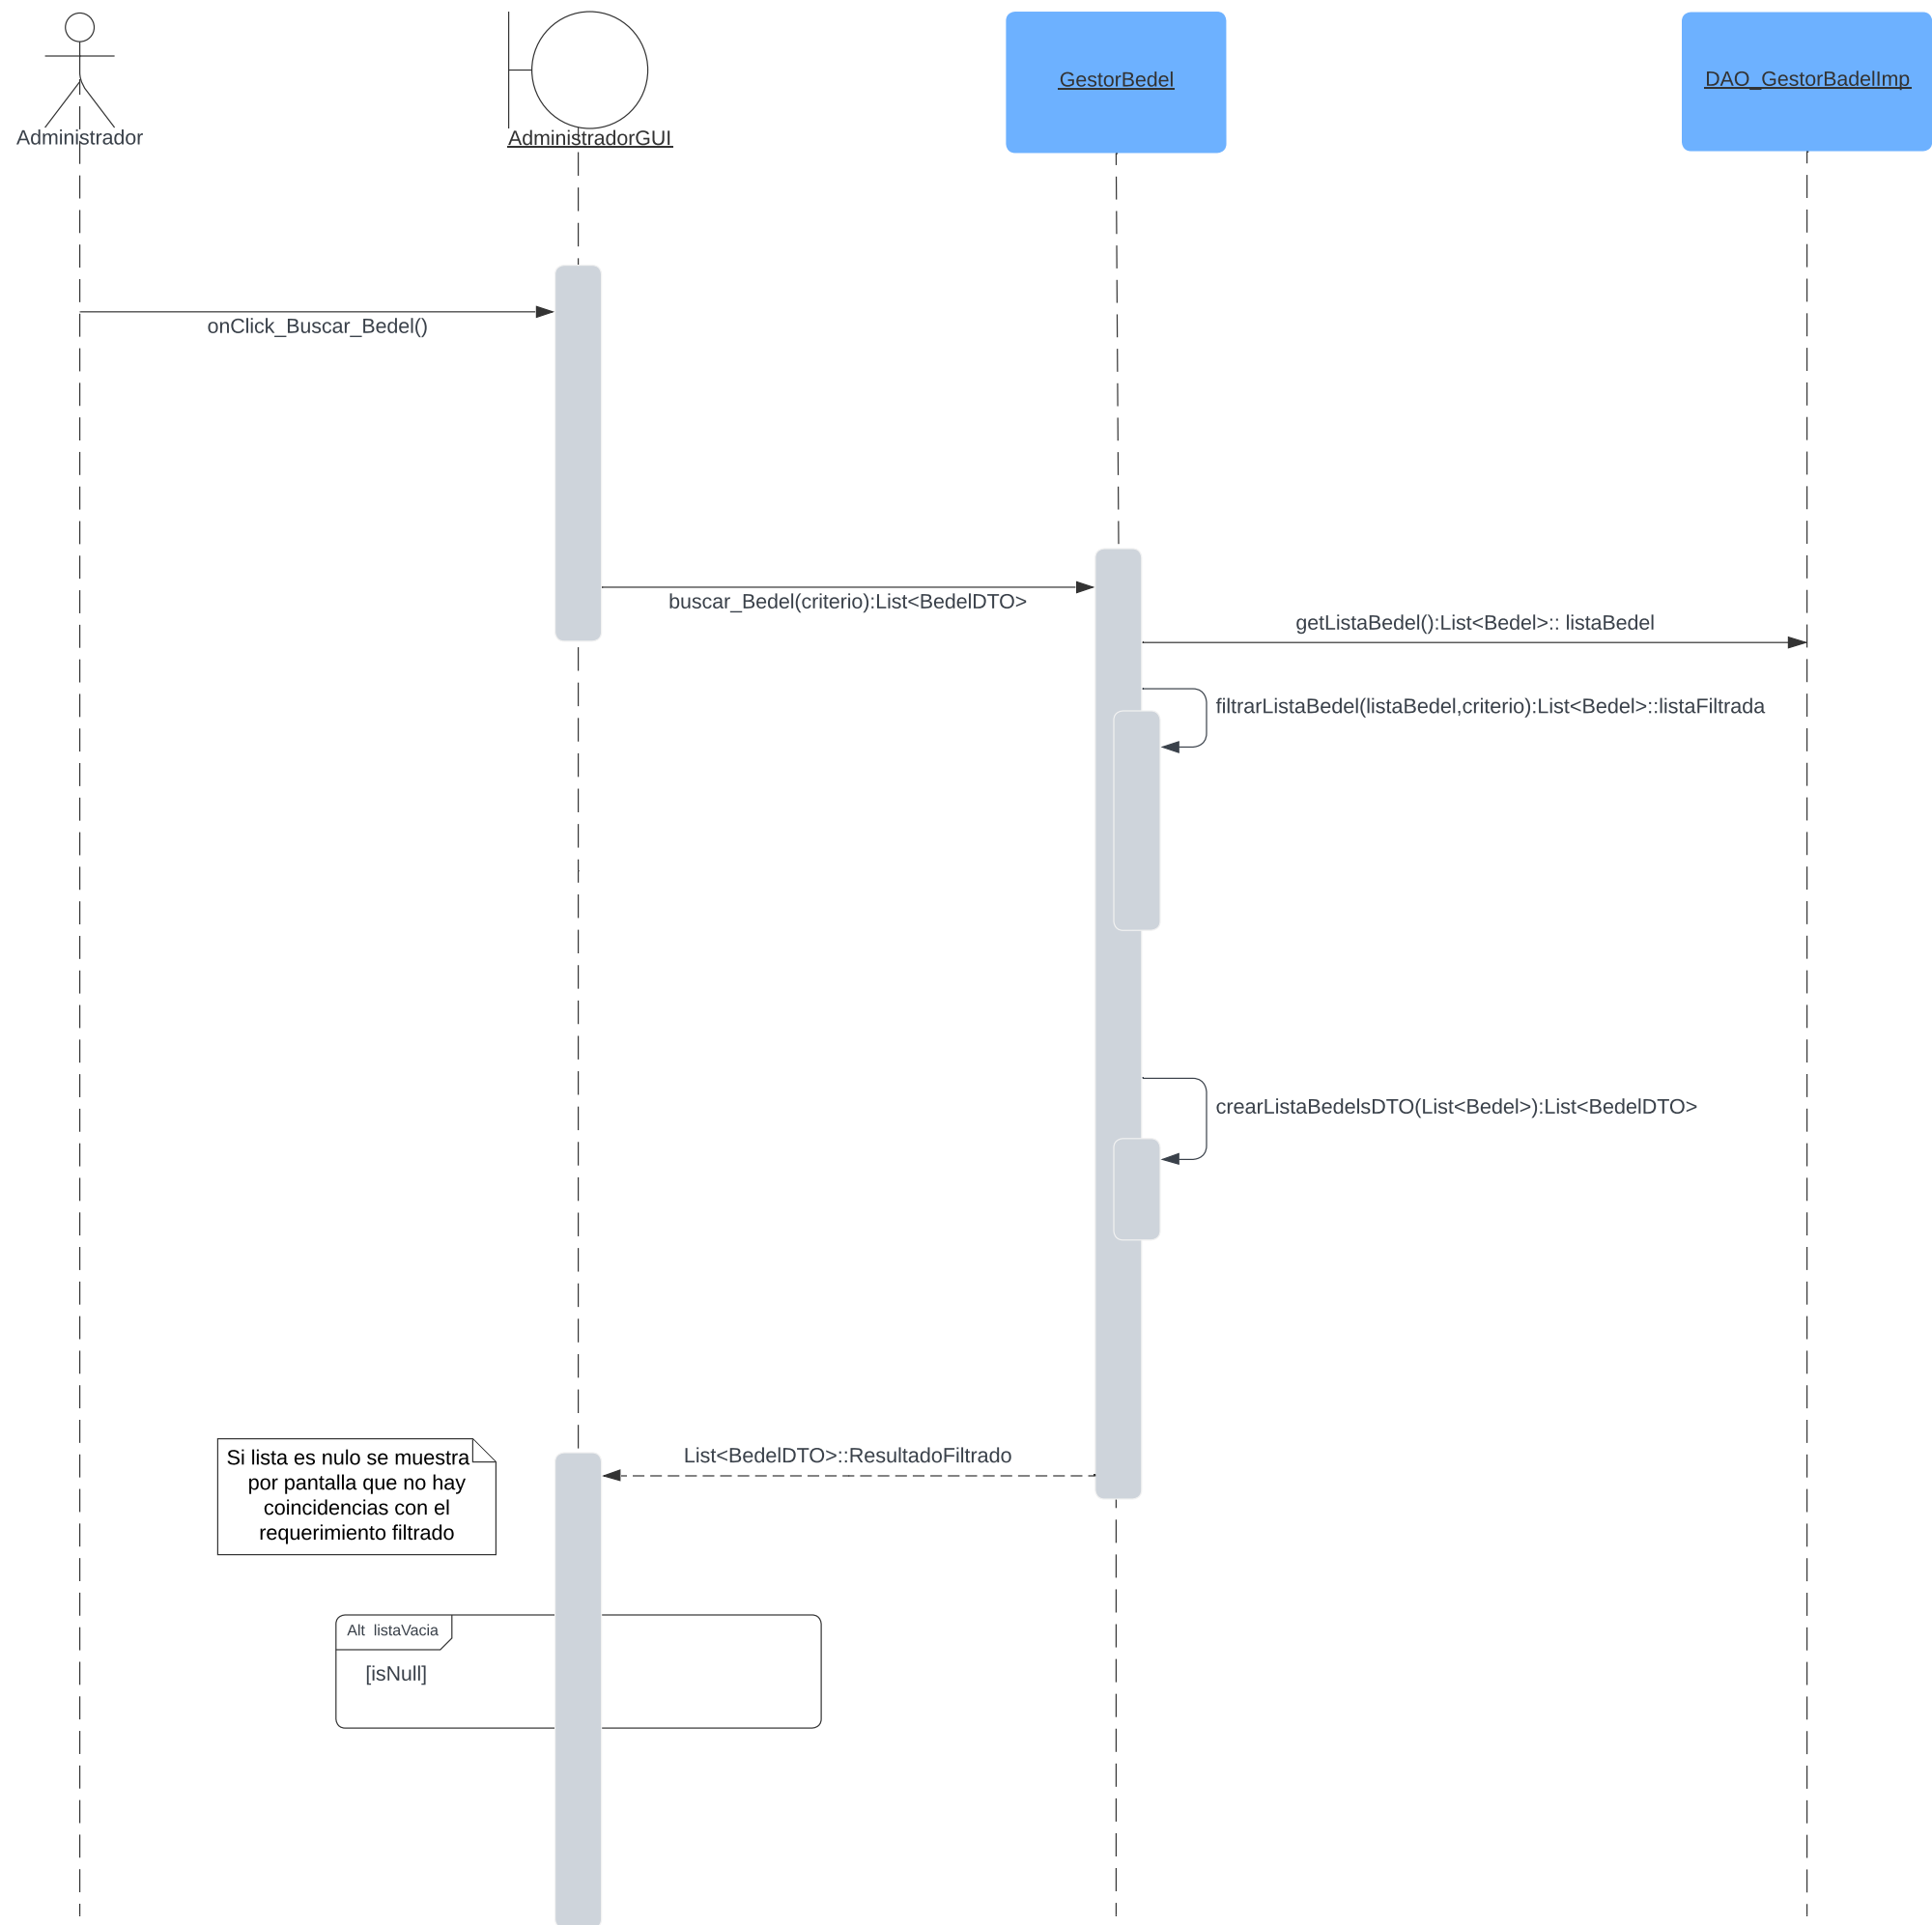 Administrador
AdministradorGUI
GestorBedel
DAO_GestorBadelImp
onClick_Buscar_Bedel()
buscar_Bedel(criterio):List<BedelDTO>
getListaBedel():List<Bedel>:: listaBedel
filtrarListaBedel(listaBedel,criterio):List<Bedel>::listaFiltrada
crearListaBedelsDTO(List<Bedel>):List<BedelDTO>
List<BedelDTO>::ResultadoFiltrado
Si lista es nulo se muestra
por pantalla que no hay
coincidencias con el
requerimiento filtrado
Alt listaVacia
[isNull]